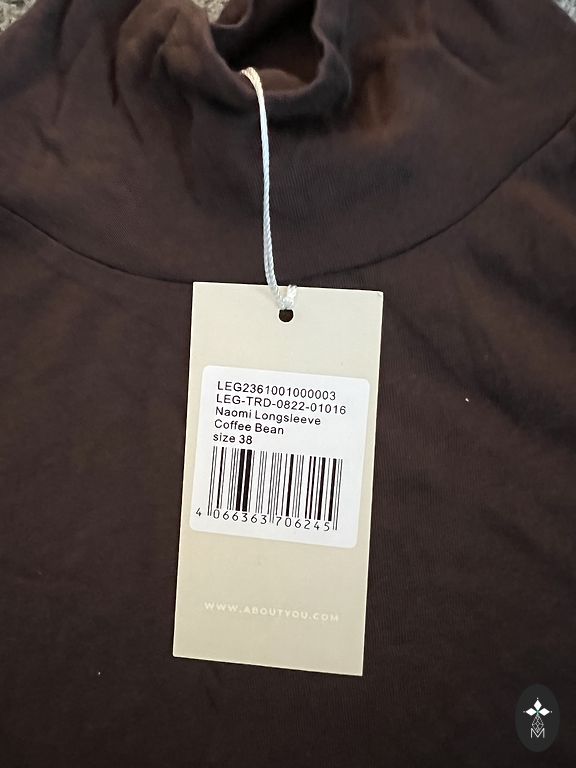 LEG2361001000003
LEG-TRD-0822-01016
Naomi Longsleeve
Coffee Bean
size 38
4 066363 706245
WWW.ABOUTYOU.COM
M